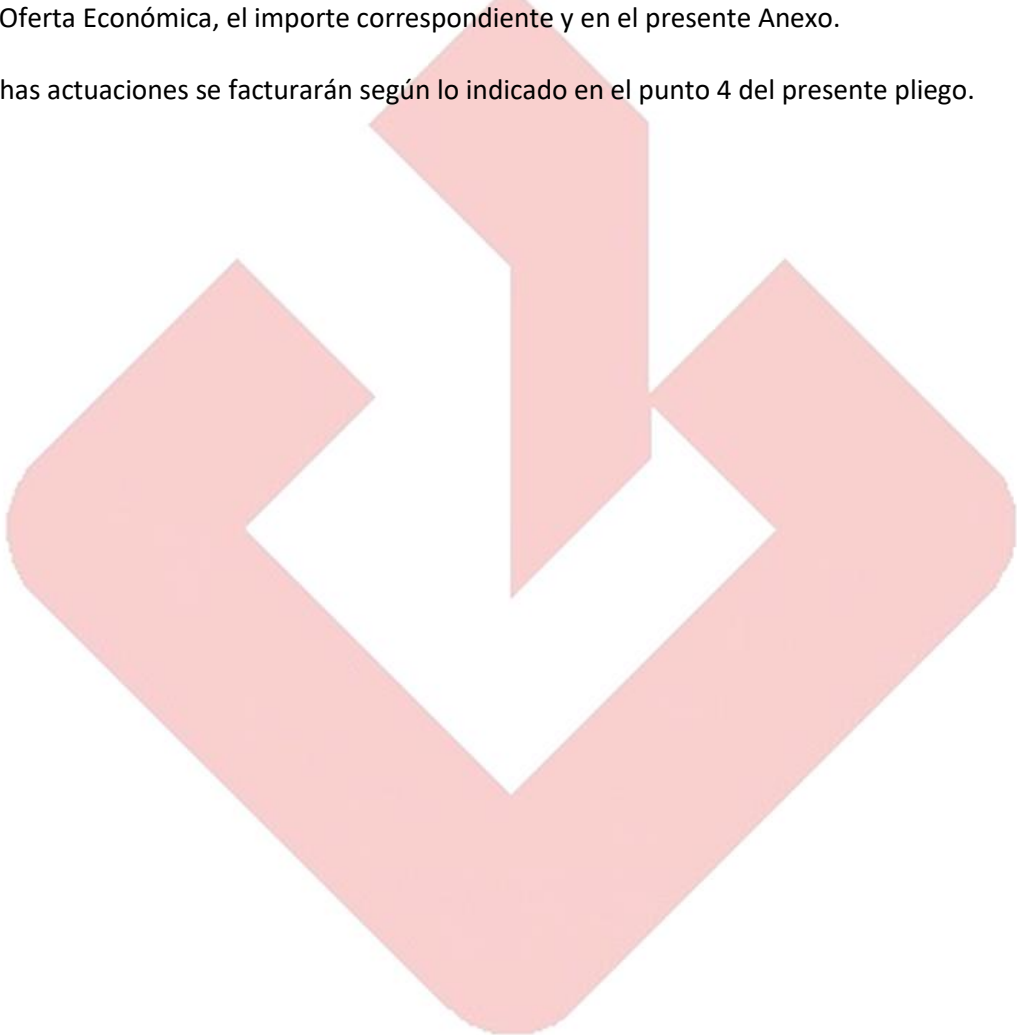 Oferta Económica, el importe correspondiente y en el presente Anexo.
has actuaciones se facturarán según lo indicado en el punto 4 del presente pliego.